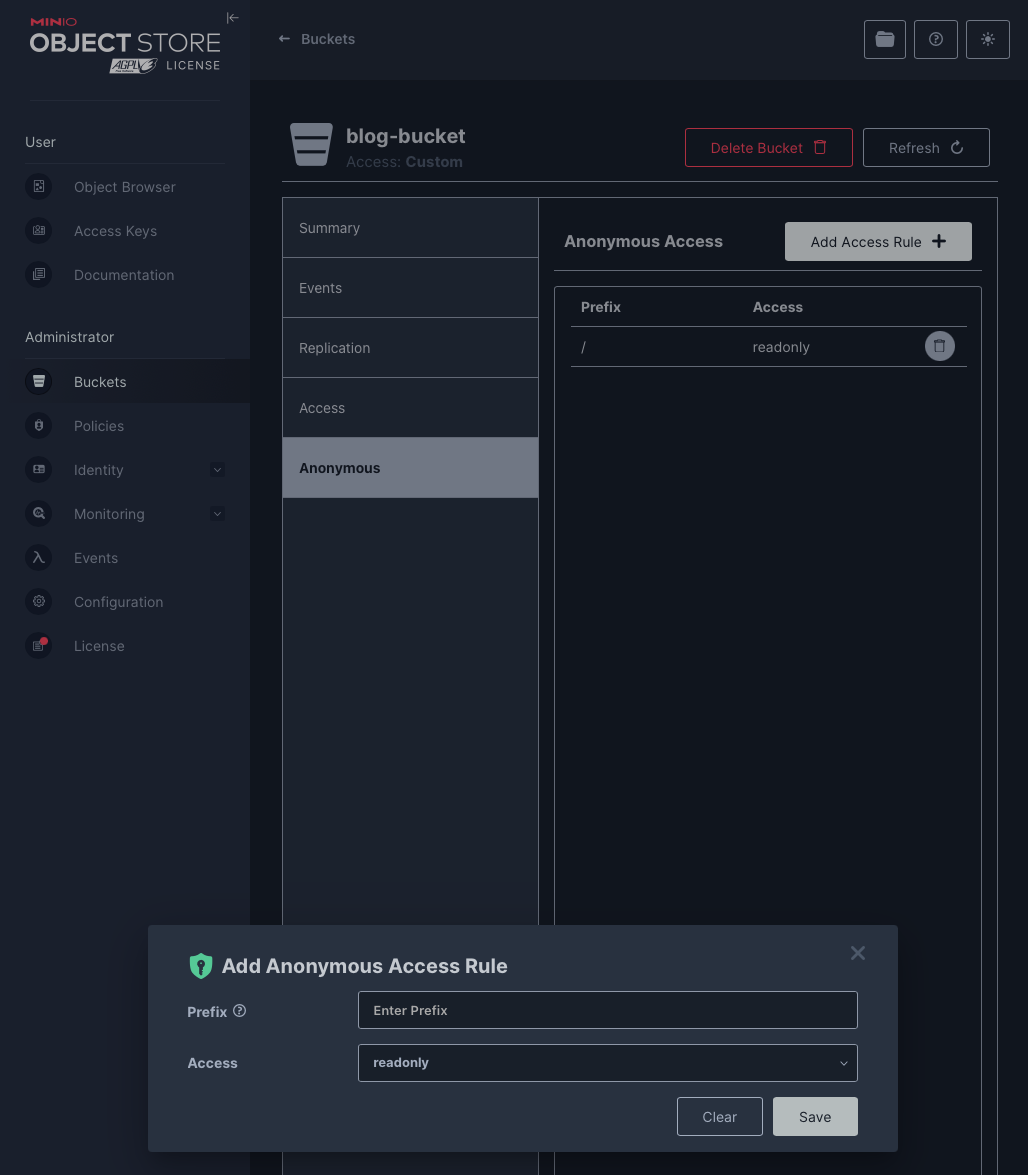 MINIO
OBJECT STORE
AGPL LICENSE
Buckets
User
Object Browser
Access Keys
Documentation
Administrator
Buckets
Policies
Identity
Monitoring
Events
Configuration
License
blog-bucket
Access: Custom
Delete Bucket
Refresh
Summary
Events
Replication
Access
Anonymous
Anonymous Access
Add Access Rule
Prefix Access
/ readonly
Add Anonymous Access Rule
Prefix
Enter Prefix
Access
readonly
Clear
Save